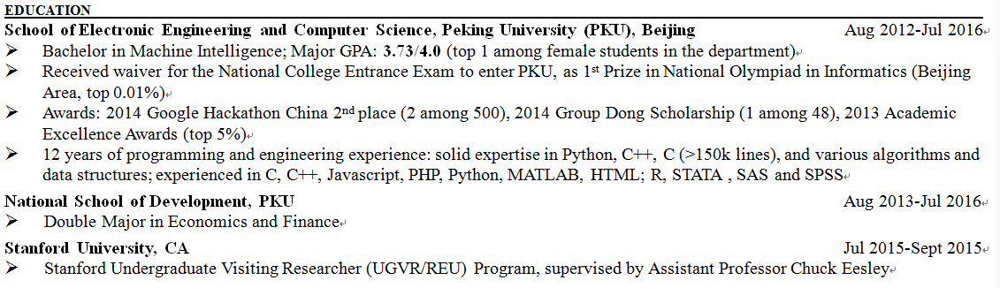 EDUCATION
School of Electronic Engineering and Computer Science, Peking University (PKU), Beijing Aug 2012-Jul 2016
➢ Bachelor in Machine Intelligence; Major GPA: 3.73/4.0 (top 1 among female students in the department)
➢ Received waiver for the National College Entrance Exam to enter PKU, as 1st Prize in National Olympiad in Informatics (Beijing
Area, top 0.01%)
➢ Awards: 2014 Google Hackathon China 2nd place (2 among 500), 2014 Group Dong Scholarship (1 among 48), 2013 Academic
Excellence Awards (top 5%)
➢ 12 years of programming and engineering experience: solid expertise in Python, C++, C (>150k lines), and various algorithms and
data structures; experienced in C, C++, Javascript, PHP, Python, MATLAB, HTML; R, STATA , SAS and SPSS
National School of Development, PKU Aug 2013-Jul 2016
➢ Double Major in Economics and Finance
Stanford University, CA Jul 2015-Sept 2015
➢ Stanford Undergraduate Visiting Researcher (UGVR/REU) Program, supervised by Assistant Professor Chuck Eesley